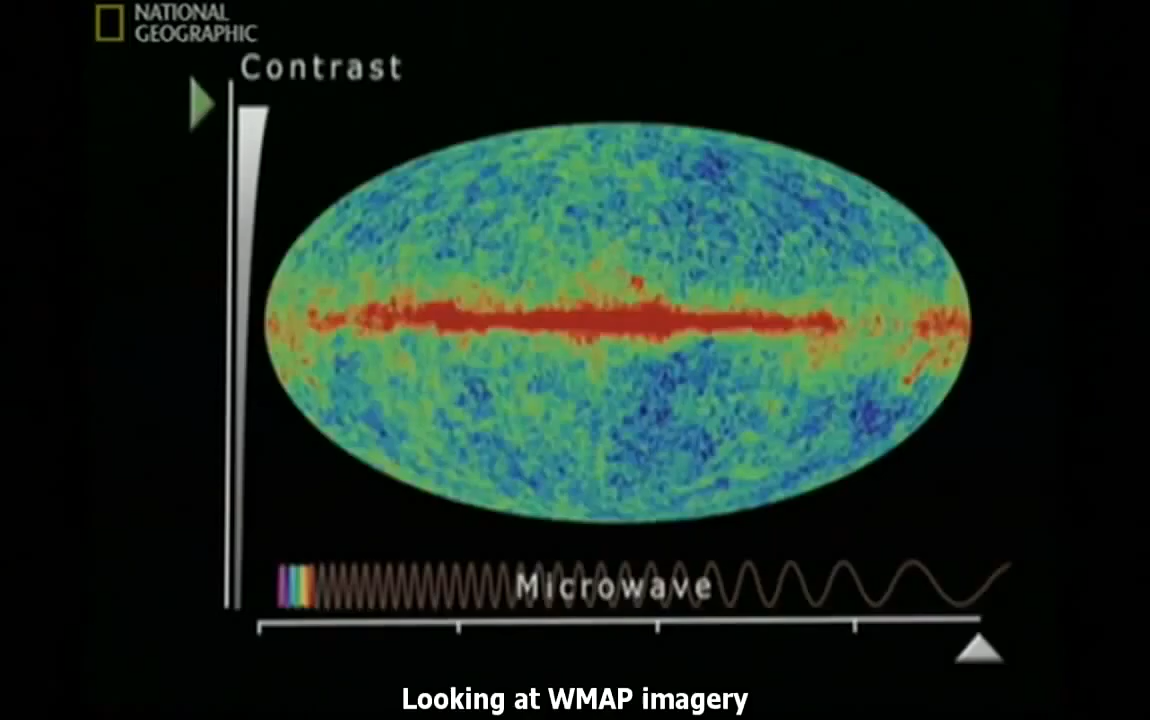 NATIONAL
GEOGRAPHIC
Contrast
Microwave
Looking at WMAP imagery